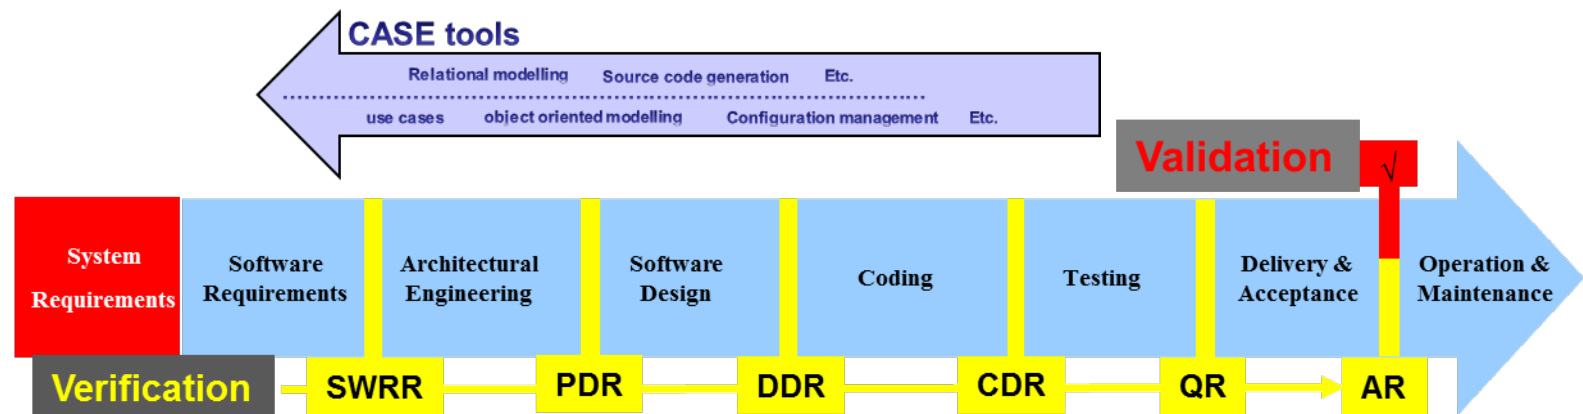 CASE tools
Relational modelling Source code generation Etc.
use cases object oriented modelling Configuration management Etc.
Validation √
System
Requirements
Software
Requirements
Architectural
Engineering
Software
Design
Coding
Testing
Delivery &
Acceptance
Operation &
Maintenance
Verification SWRR PDR DDR CDR QR AR